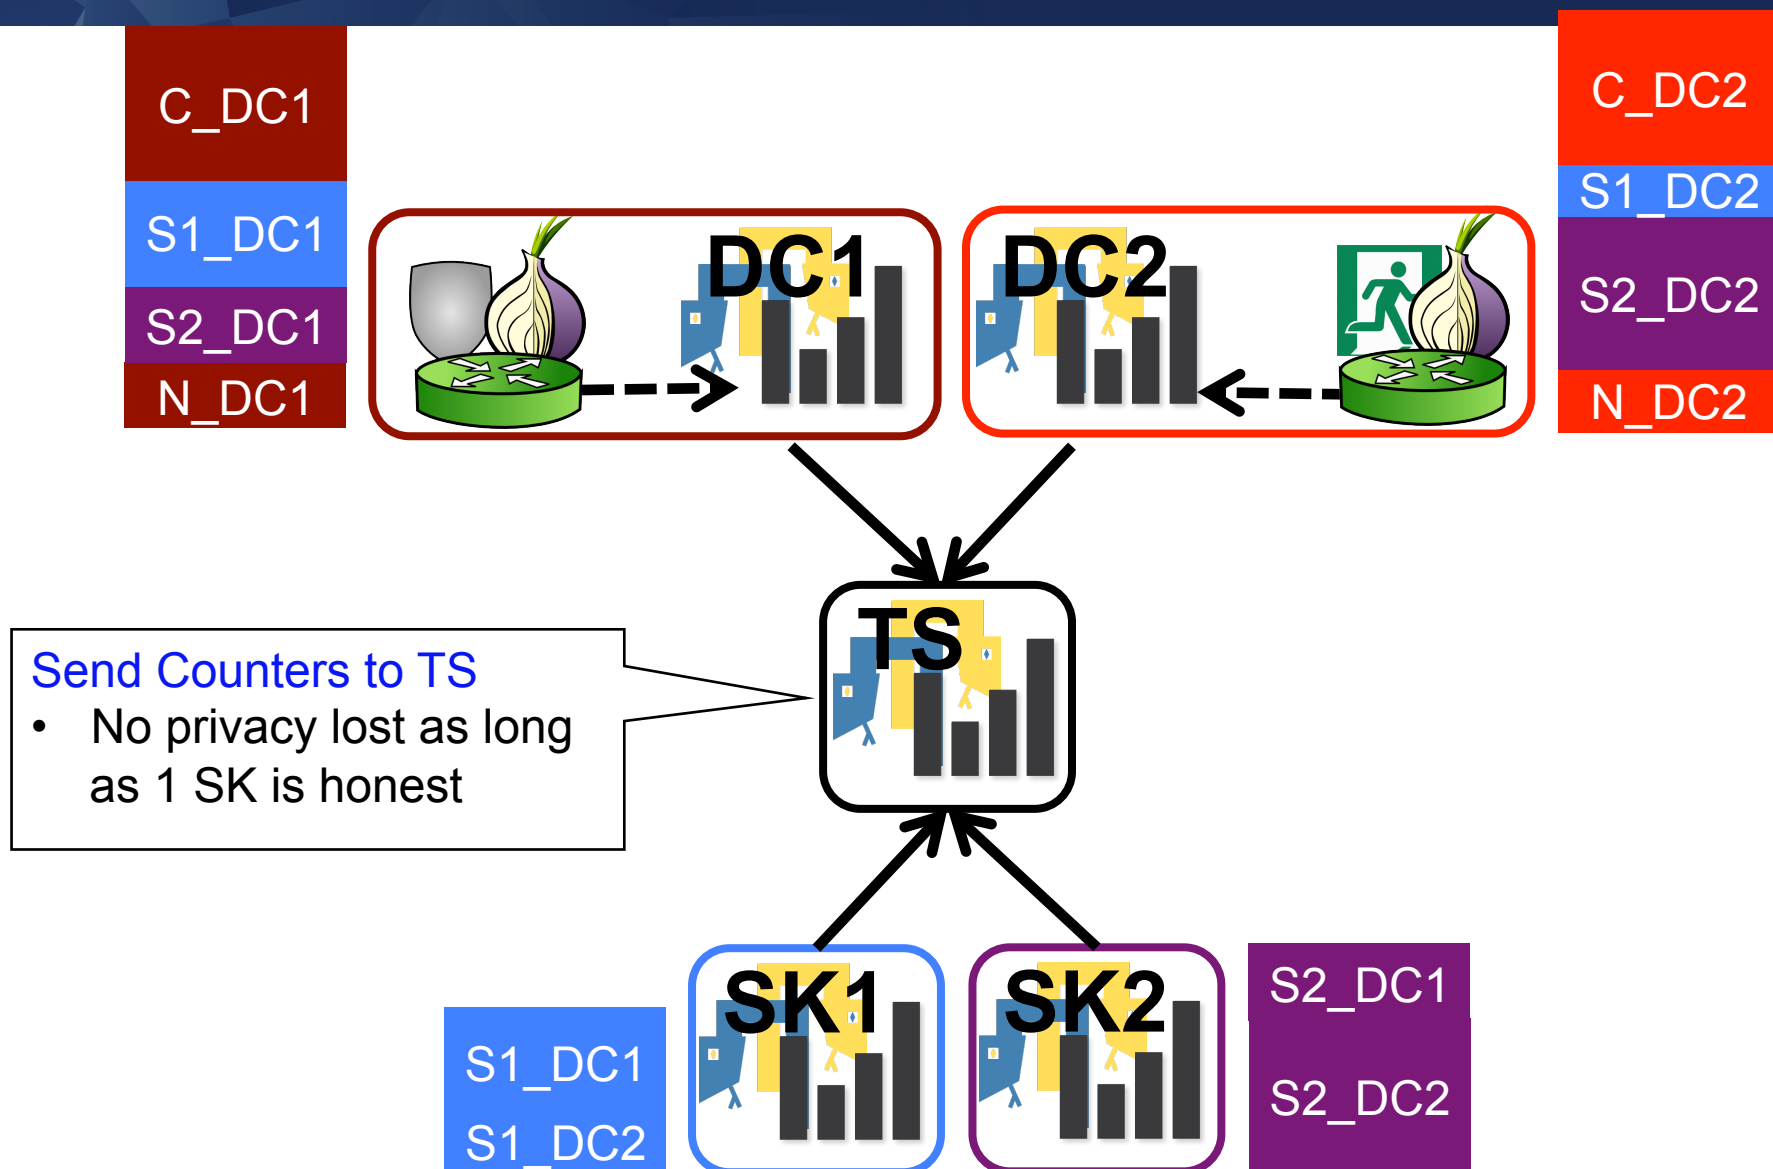 C_DC1
S1_DC1
S2_DC1
N_DC1
DC1
DC2
C_DC2
S1_DC2
S2_DC2
N_DC2
TS
Send Counters to TS
• No privacy lost as long
as 1 SK is honest
SK1
SK2
S1_DC1
S1_DC2
S2_DC1
S2_DC2